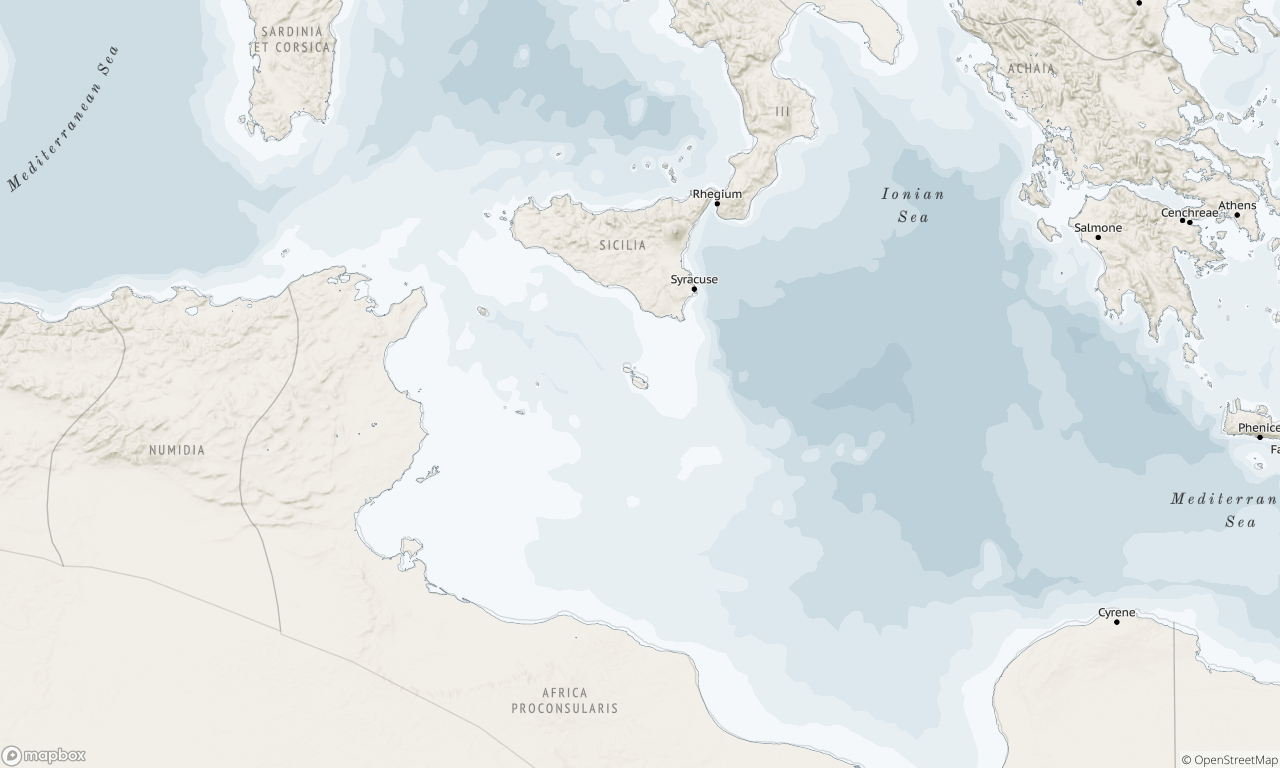 SARDINIA
ET CORSICA
Mediterranean Sea
ACHAIA
III
Rhegium
Ionian
Sea
Athens
Cenchreae
Salmone
SICILIA
Syracuse
Phenice
Fa
NUMIDIA
Mediterran
Sea
Cyrene
AFRICA
PROCONSULARIS
mapbox
© OpenStreetMap